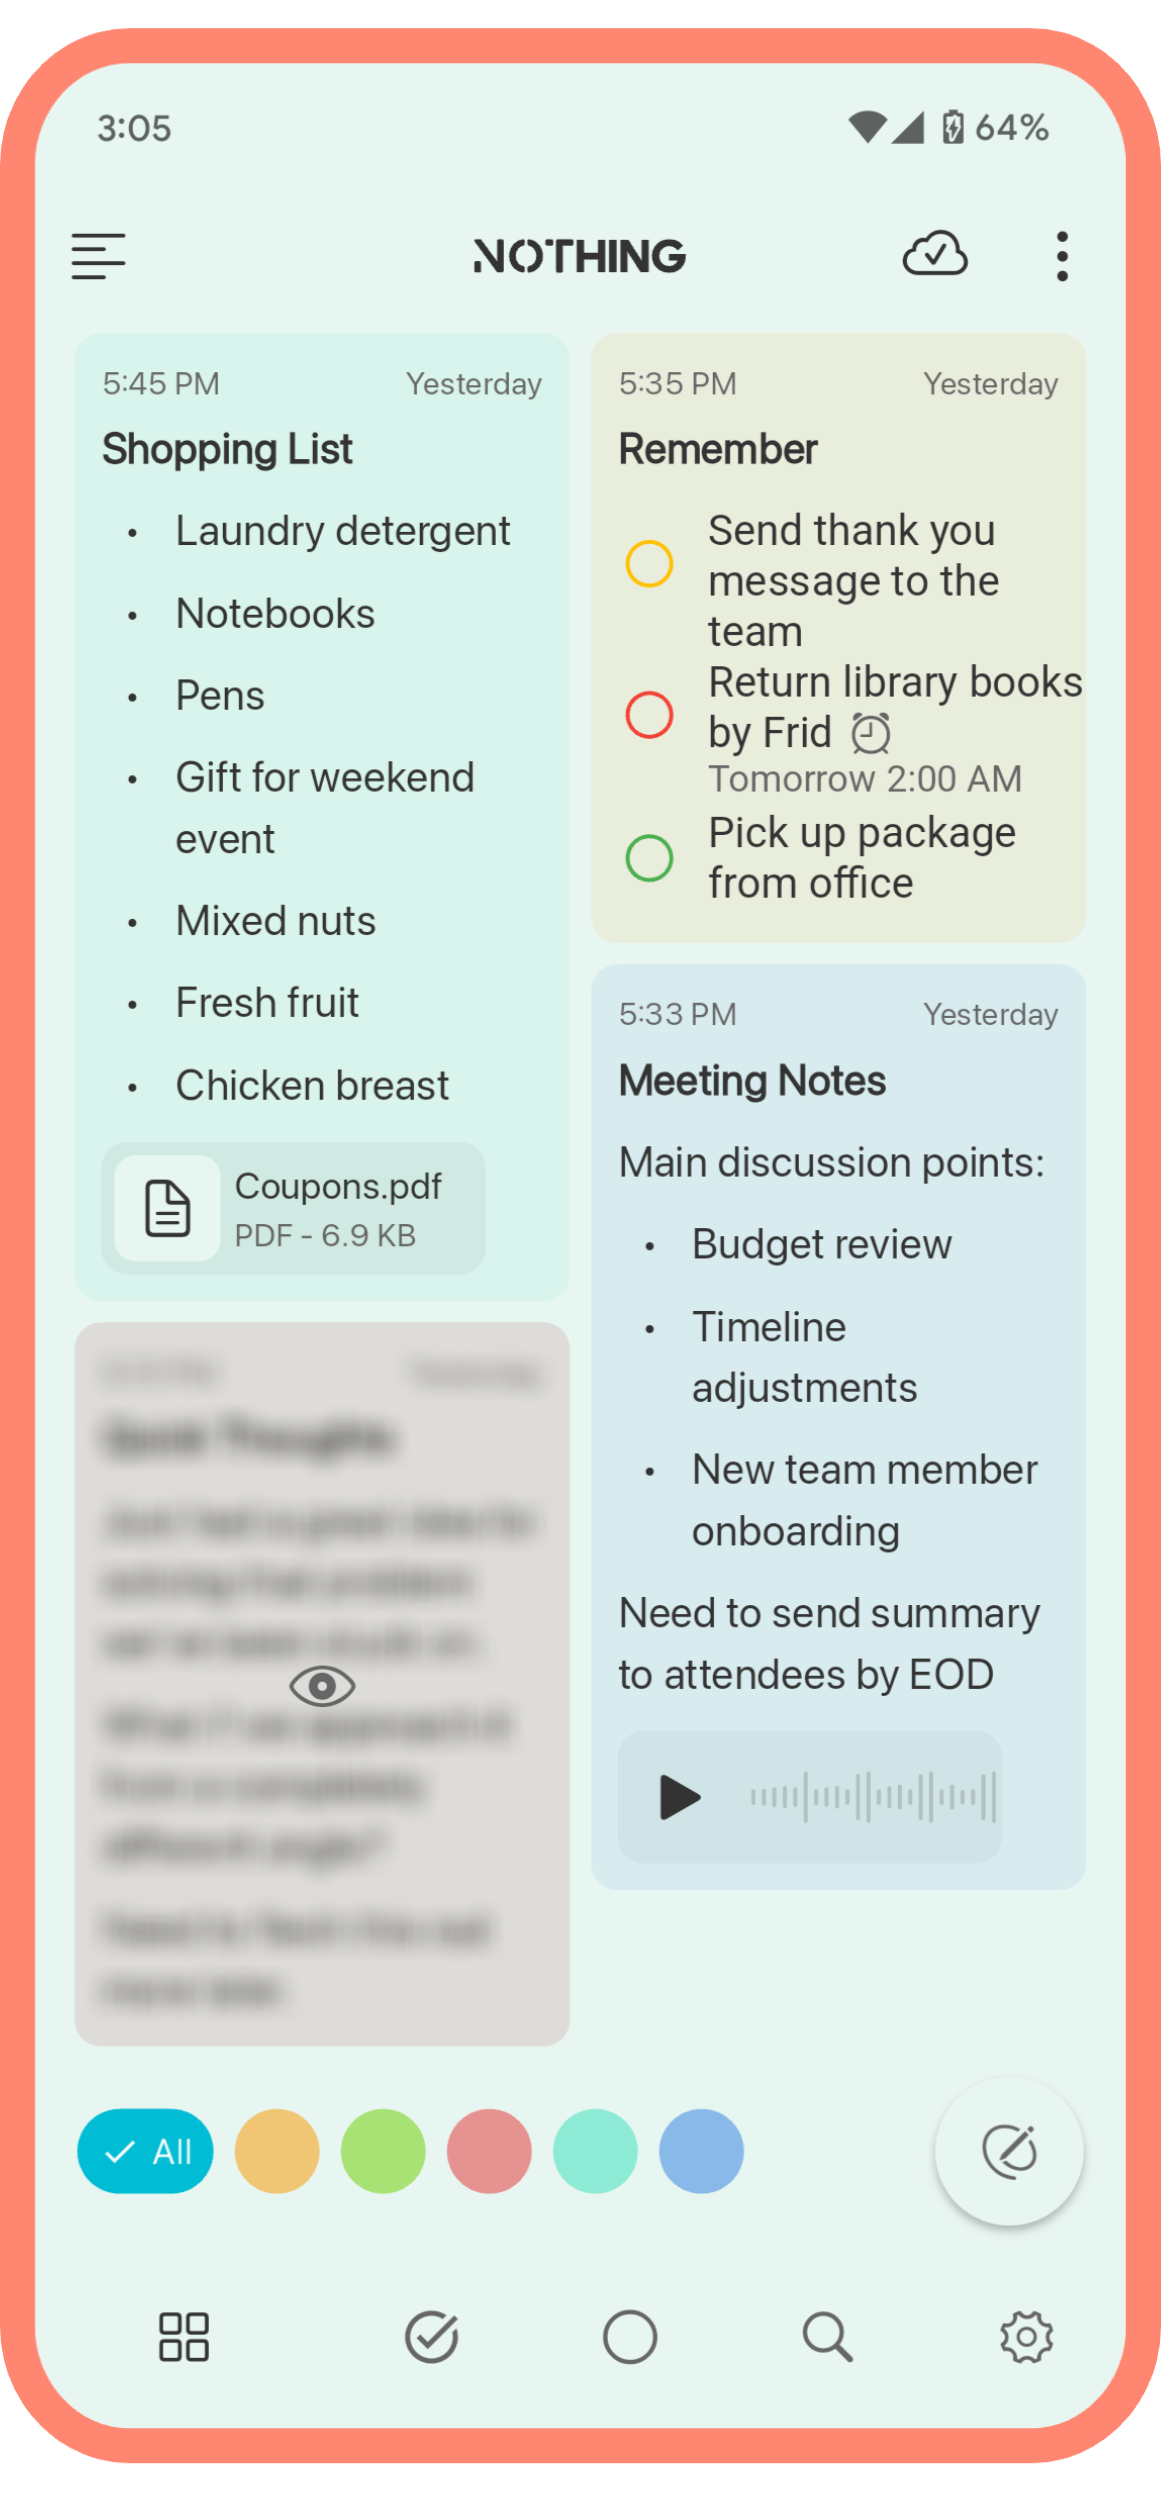 3:05
64%
NOTHING
5:45 PM Yesterday
Shopping List
• Laundry detergent
• Notebooks
• Pens
• Gift for weekend
event
• Mixed nuts
• Fresh fruit
• Chicken breast
Coupons.pdf
PDF - 6.9 KB
5:35 PM Yesterday
Remember
Send thank you
message to the
team
Return library books
by Frid
Tomorrow 2:00 AM
Pick up package
from office
5:33 PM Yesterday
Meeting Notes
Main discussion points:
• Budget review
• Timeline
adjustments
• New team member
onboarding
Need to send summary
to attendees by EOD
All